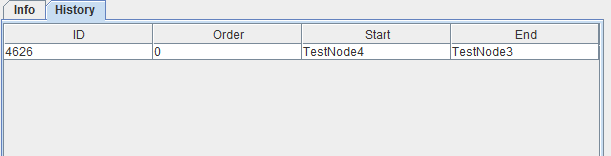 Info History
ID Order Start End
4626 0 TestNode4 TestNode3